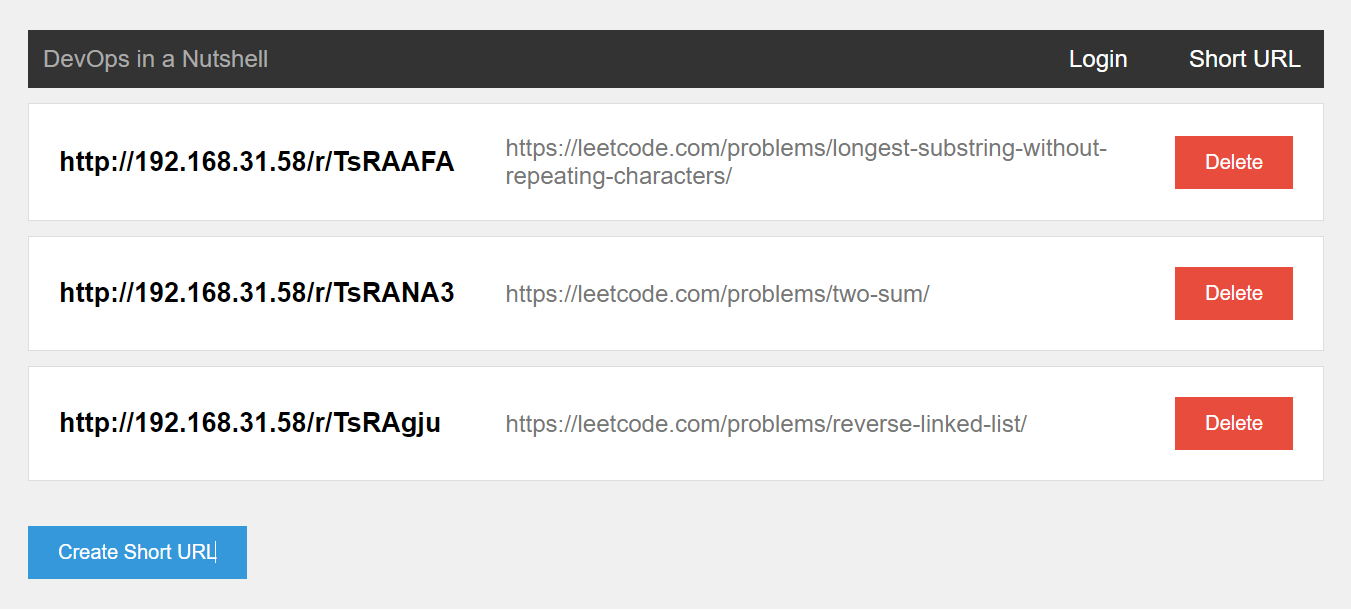 DevOps in a Nutshell Login Short URL
http://192.168.31.58/r/TsRAAFA https://leetcode.com/problems/longest-substring-without-
repeating-characters/ Delete
http://192.168.31.58/r/TsRANA3 https://leetcode.com/problems/two-sum/ Delete
http://192.168.31.58/r/TsRAgju https://leetcode.com/problems/reverse-linked-list/ Delete
Create Short URL